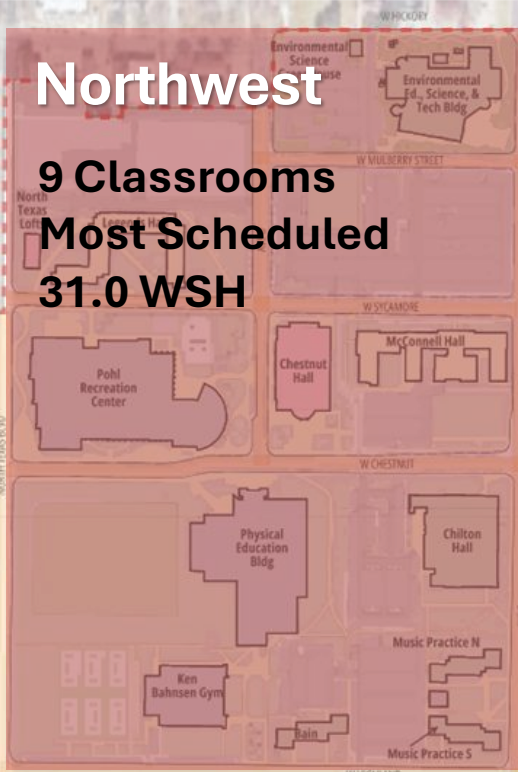 W HICKORY
Environmental
Science
Northwest
Environmental
Ed., Science, &
Tech Bldg
W MULBERRY STREET
9 Classrooms
North
Texas
Lofts
Most Scheduled
31.0 WSH
W SYCAMORE
McConnell Hall
Chestnut
Hall
Pohl
Recreation
Center
W CHESTNUT
Physical
Education
Bldg
Chilton
Hall
Music Practice N
Ken
Bahnsen Gym
Bain
Music Practice S